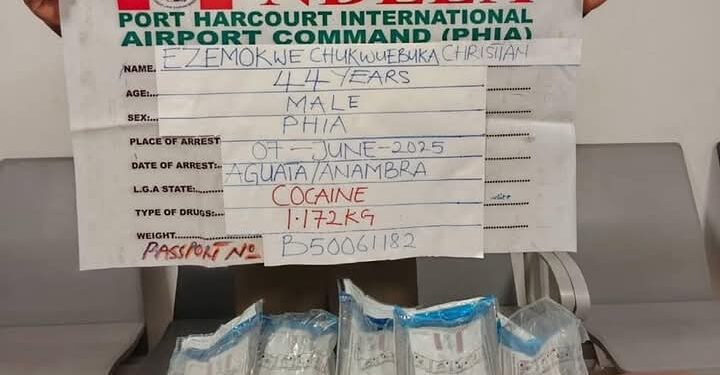 NDLEA
PORT HARCOURT INTERNATIONAL
AIRPORT COMMAND (PHIA)
NAME. EZEMOKWE CHUKWUEBUKA CHRISTIAN
AGE:... 44 YEARS
SEX:... MALE
PLACE OF ARREST PHIA
DATE OF ARREST: 07-JUNE-2025
L.G.A STATE: AGUATA/ANAMBRA
TYPE OF DRUGS:... COCAINE
WEIGHT... 1.172KG
PASSPORT Nº B50061182